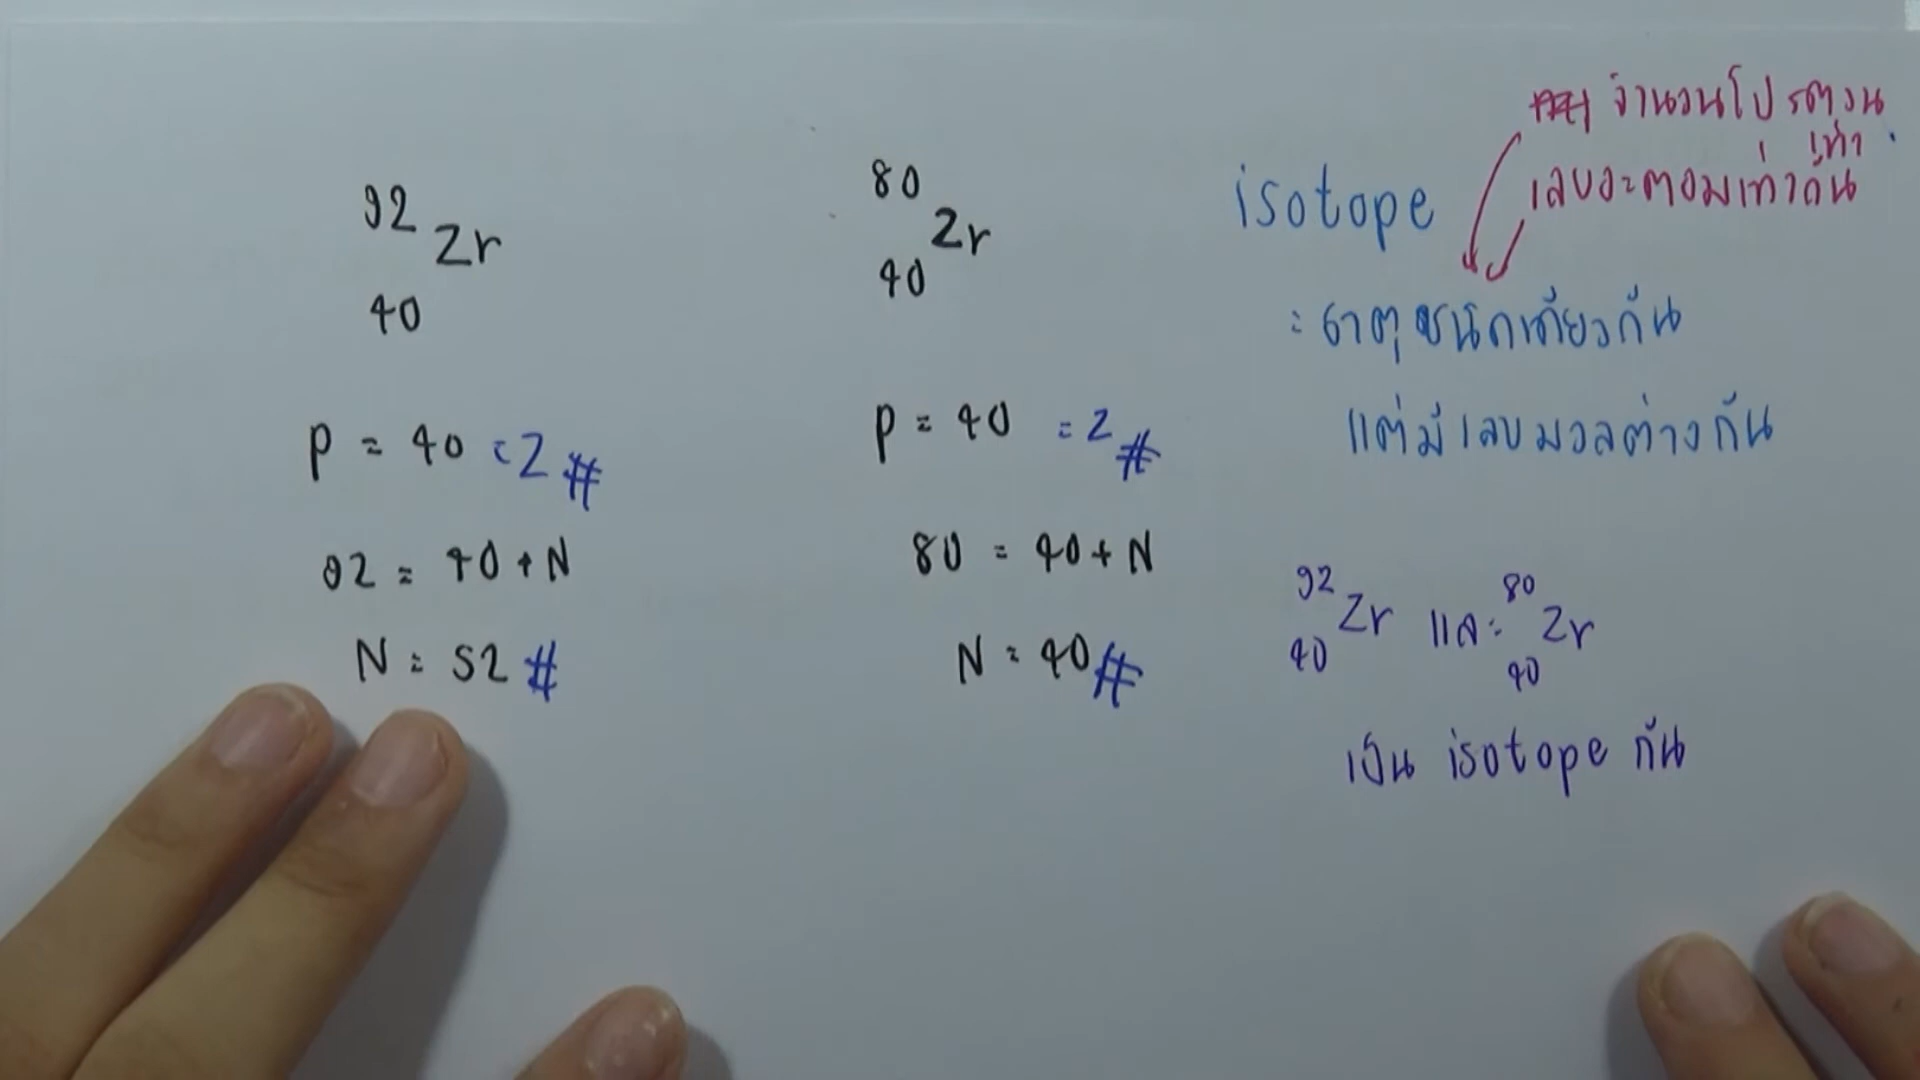 92
Zr
40
P = 40 = Z #
92 = 40 + N
N = 52 #
80
Zr
40
P = 40 = Z #
80 = 40 + N
N = 40 #
จำนวนโปรตอน
เท่า
isotope
เลขอะตอมเท่ากัน
= ธาตุชนิดเดียวกัน
แต่มีเลขมวลต่างกัน
92 80
Zr และ Zr
40 40
เป็น isotope กัน